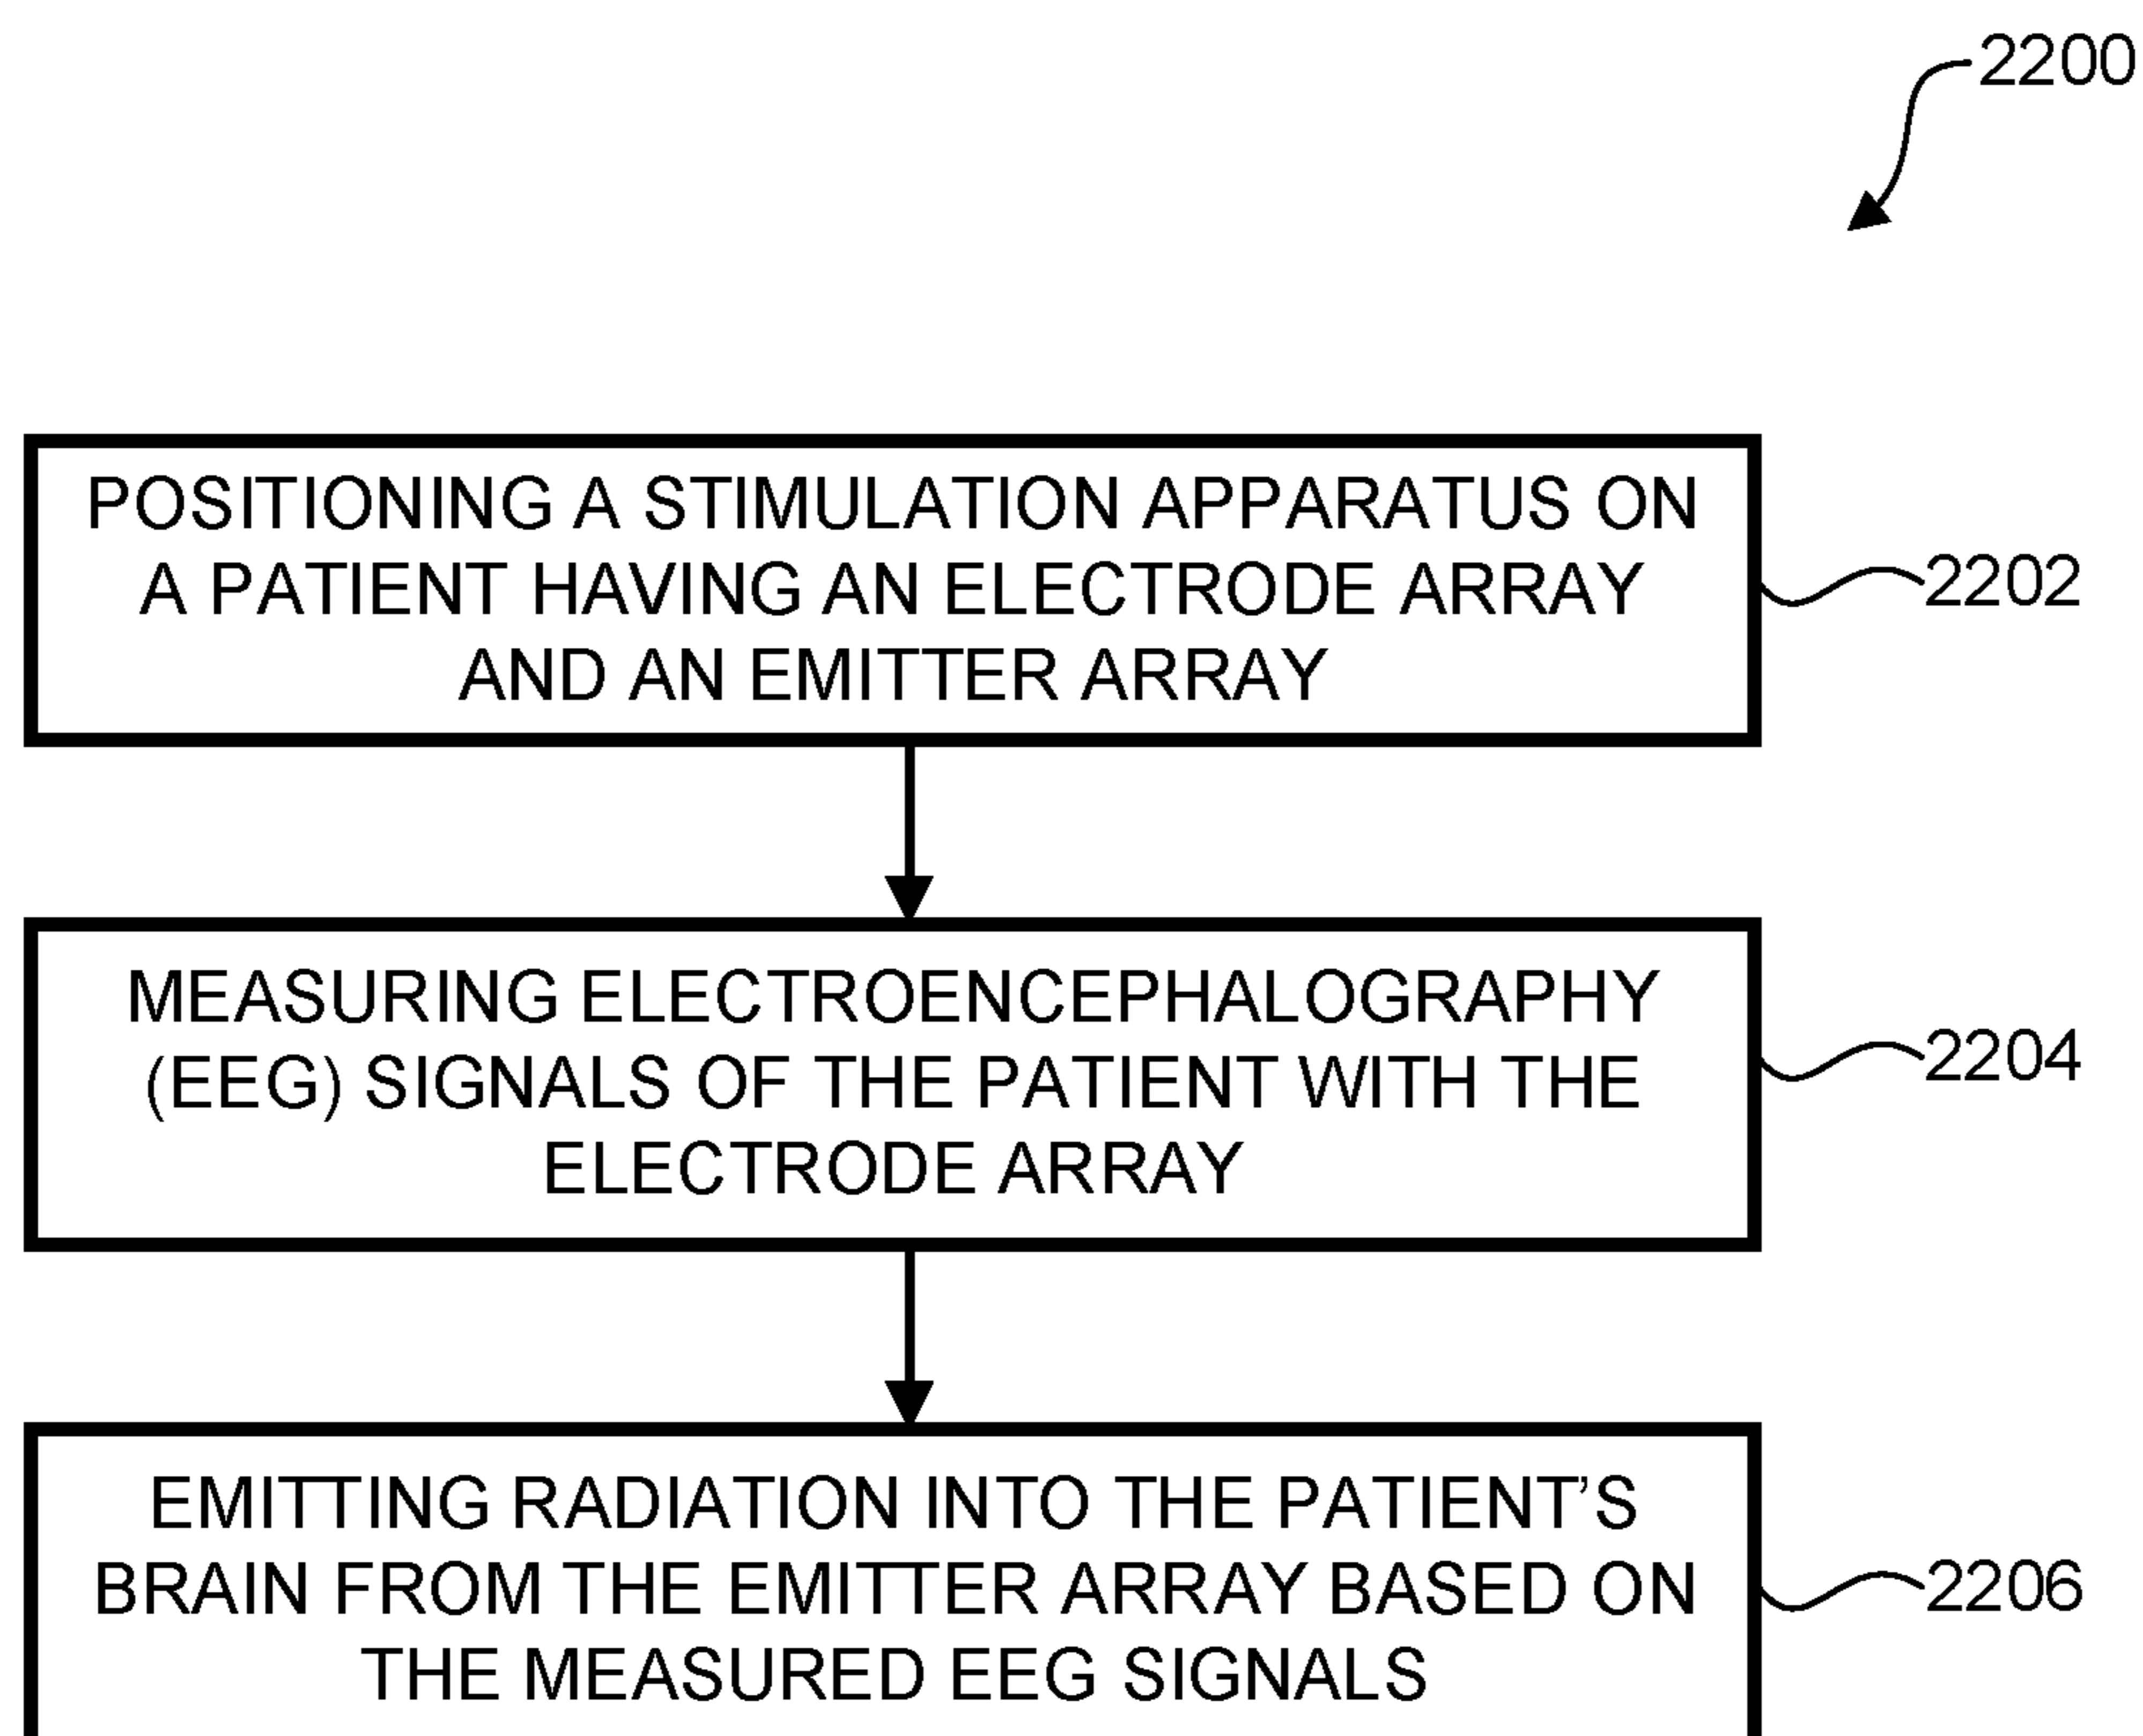 2200
POSITIONING A STIMULATION APPARATUS ON
A PATIENT HAVING AN ELECTRODE ARRAY
AND AN EMITTER ARRAY
2202
MEASURING ELECTROENCEPHALOGRAPHY
(EEG) SIGNALS OF THE PATIENT WITH THE
ELECTRODE ARRAY
2204
EMITTING RADIATION INTO THE PATIENT’S
BRAIN FROM THE EMITTER ARRAY BASED ON
THE MEASURED EEG SIGNALS
2206